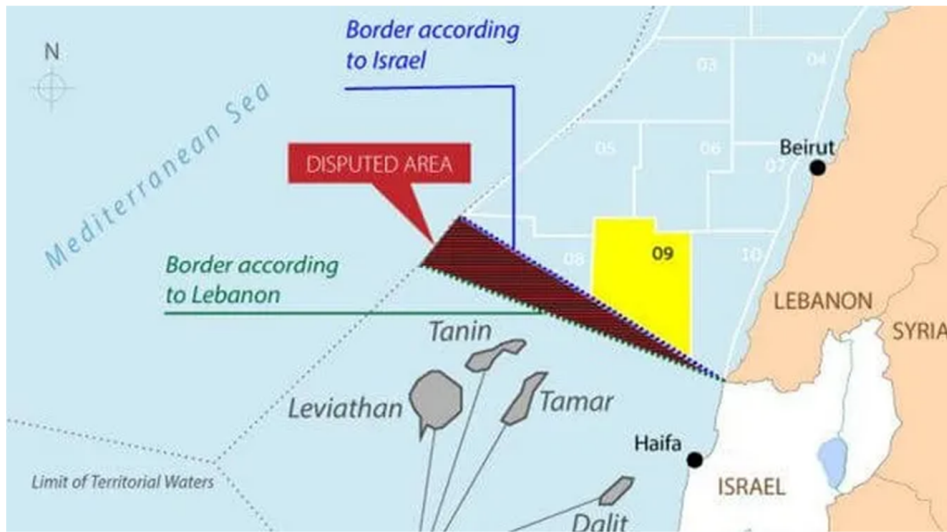 Border according
to Israel
N
03
04
Mediterranean Sea
DISPUTED AREA
05
06
07
Beirut
Border according
to Lebanon
08
09
10
LEBANON
SYRIA
Tanin
Leviathan
Tamar
Haifa
Limit of Territorial Waters
ISRAEL
Dalit